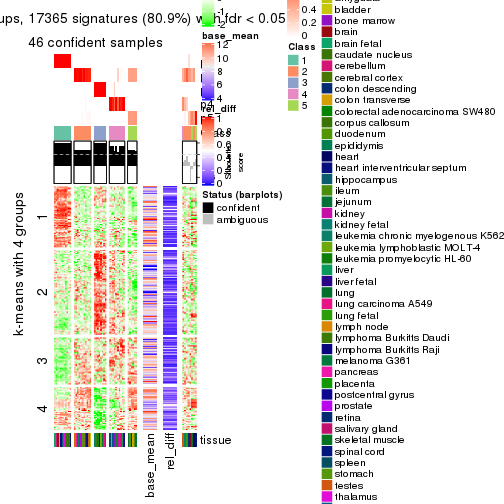 ups, 17365 signatures (80.9%) with fdr < 0.05
46 confident samples
k-means with 4 groups
1
2
3
4
base_mean
rel_diff
tissue
-2
base_mean
12
10
8
6
4
rel_diff
1
0.8
0.6
0.4
0.2
0
score
Status (barplots)
confident
ambiguous
0.4
0.2
0
Class
1
2
3
4
5
bladder
bone marrow
brain
brain fetal
caudate nucleus
cerebellum
cerebral cortex
colon descending
colon transverse
colorectal adenocarcinoma SW480
corpus callosum
duodenum
epididymis
heart
heart interventricular septum
hippocampus
ileum
jejunum
kidney
kidney fetal
leukemia chronic myelogenous K562
leukemia lymphoblastic MOLT-4
leukemia promyelocytic HL-60
liver
liver fetal
lung
lung carcinoma A549
lung fetal
lymph node
lymphoma Burkitts Daudi
lymphoma Burkitts Raji
melanoma G361
pancreas
placenta
postcentral gyrus
prostate
retina
salivary gland
skeletal muscle
spinal cord
spleen
stomach
testes
thalamus